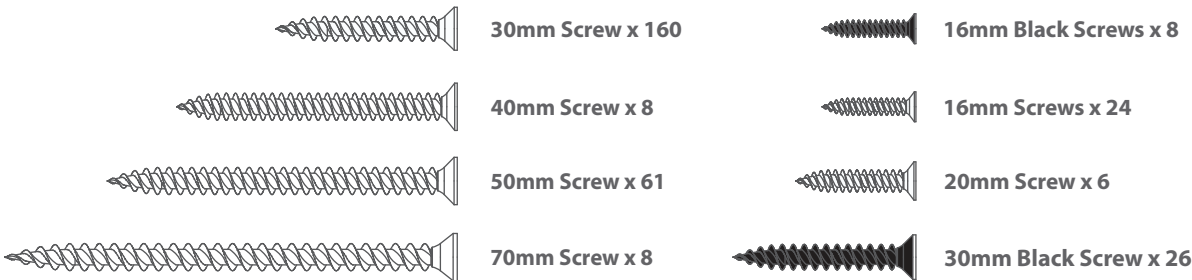 30mm Screw x 160
40mm Screw x 8
50mm Screw x 61
70mm Screw x 8
16mm Black Screws x 8
16mm Screws x 24
20mm Screw x 6
30mm Black Screw x 26